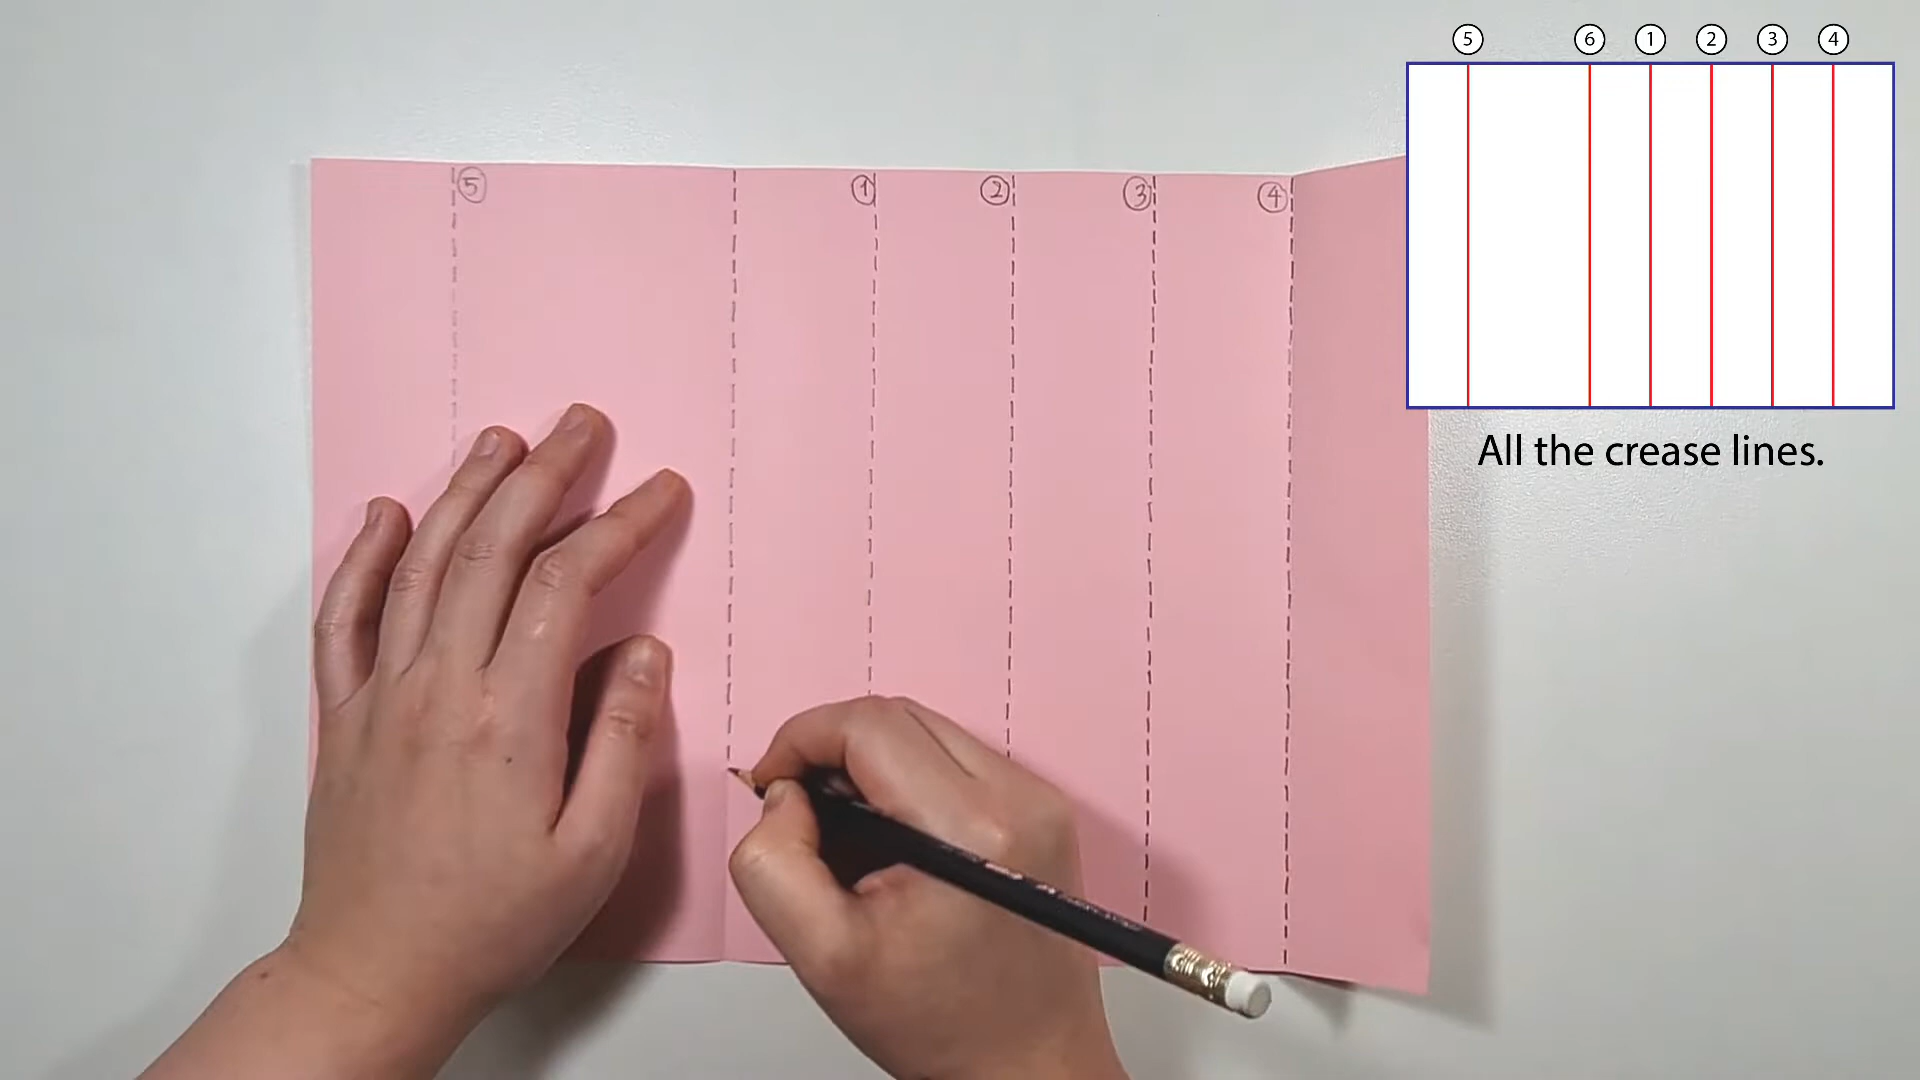 ⑤ ⑥ ① ② ③ ④
All the crease lines.
⑤ ① ② ③ ④